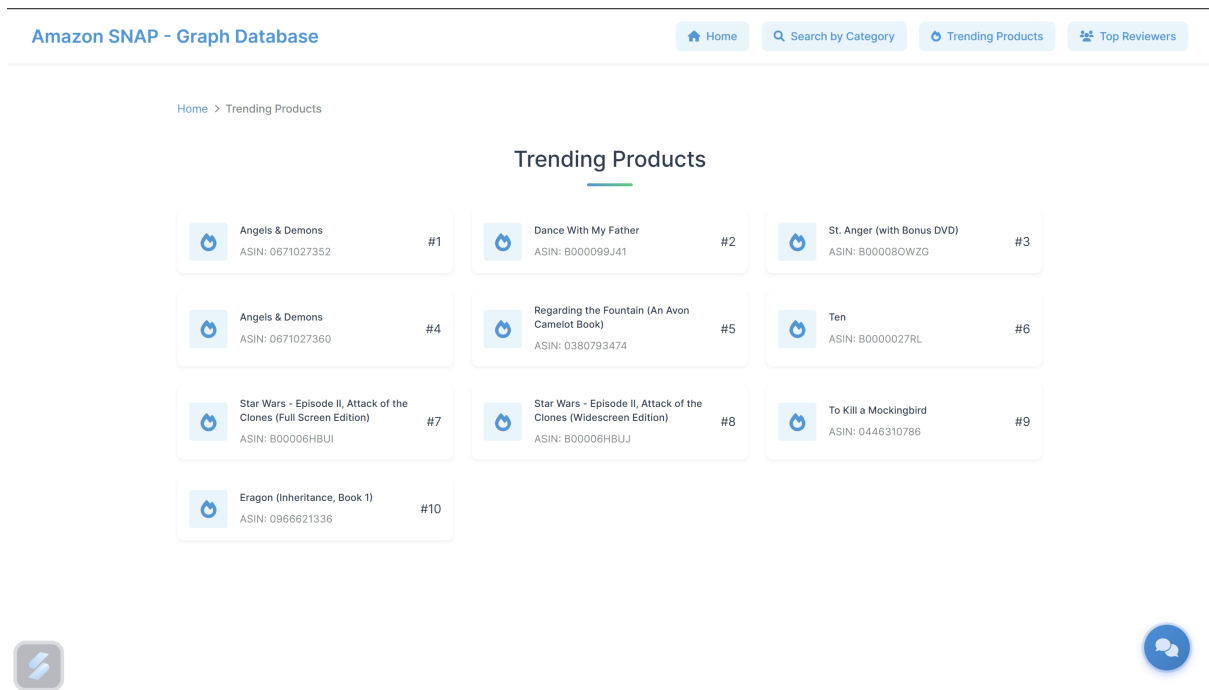 Amazon SNAP - Graph Database
Home
Search by Category
Trending Products
Top Reviewers
Home > Trending Products
Trending Products
Angels & Demons
ASIN: 0671027352
#1
Dance With My Father
ASIN: B000099J41
#2
St. Anger (with Bonus DVD)
ASIN: B00008OWZG
#3
Angels & Demons
ASIN: 0671027360
#4
Regarding the Fountain (An Avon
Camelot Book)
ASIN: 0380793474
#5
Ten
ASIN: B0000027RL
#6
Star Wars - Episode II, Attack of the
Clones (Full Screen Edition)
ASIN: B00006HBUI
#7
Star Wars - Episode II, Attack of the
Clones (Widescreen Edition)
ASIN: B00006HBUJ
#8
To Kill a Mockingbird
ASIN: 0446310786
#9
Eragon (Inheritance, Book 1)
ASIN: 0966621336
#10